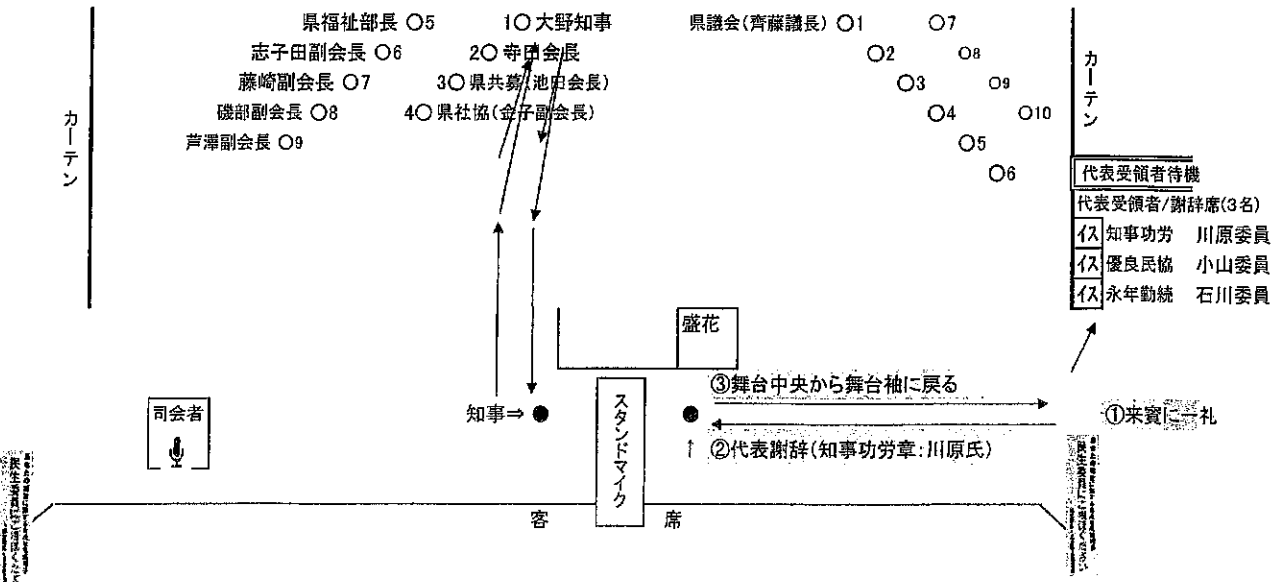 県福祉部長 ○5 1○ 大野知事 県議会(齊藤議長) ○1 ○7
志子田副会長 ○6 2○ 寺田会長 ○2 ○8
藤崎副会長 ○7 3○ 県共募(池田会長) ○3 ○9
磯部副会長 ○8 4○ 県社協(金子副会長) ○4 ○10
芦澤副会長 ○9 ○5
○6
カーテン
カーテン
代表受領者待機
代表受領者/謝辞席(3名)
イス 知事功労 川原委員
イス 優良民協 小山委員
イス 永年勤続 石川委員
盛花
③舞台中央から舞台袖に戻る
司会者
知事⇒ ●
スタンドマイク
①来賓に一礼
↑ ②代表謝辞(知事功労章:川原氏)
客 席